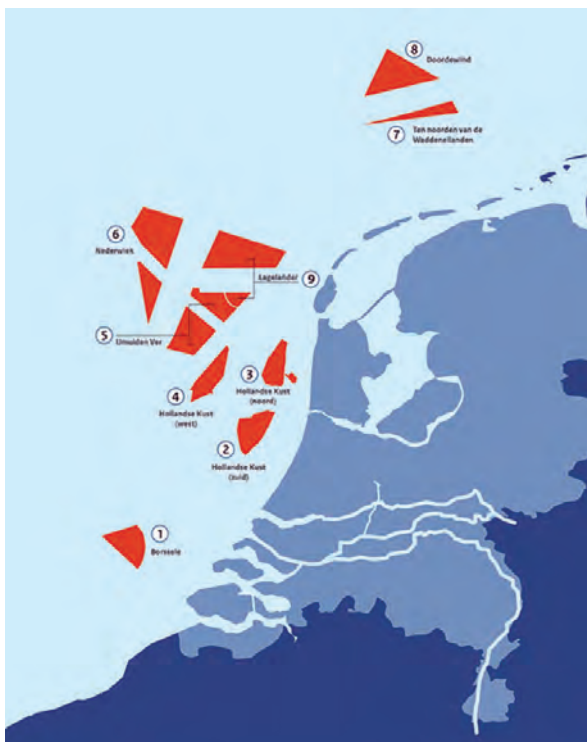 8
Doordewind
7
Ten noorden van de
Waddeneilanden
6
Nederwiek
Lagelander
9
5
IJmuiden Ver
3
Hollandse Kust
(noord)
4
Hollandse Kust
(west)
2
Hollandse Kust
(zuid)
1
Borssele